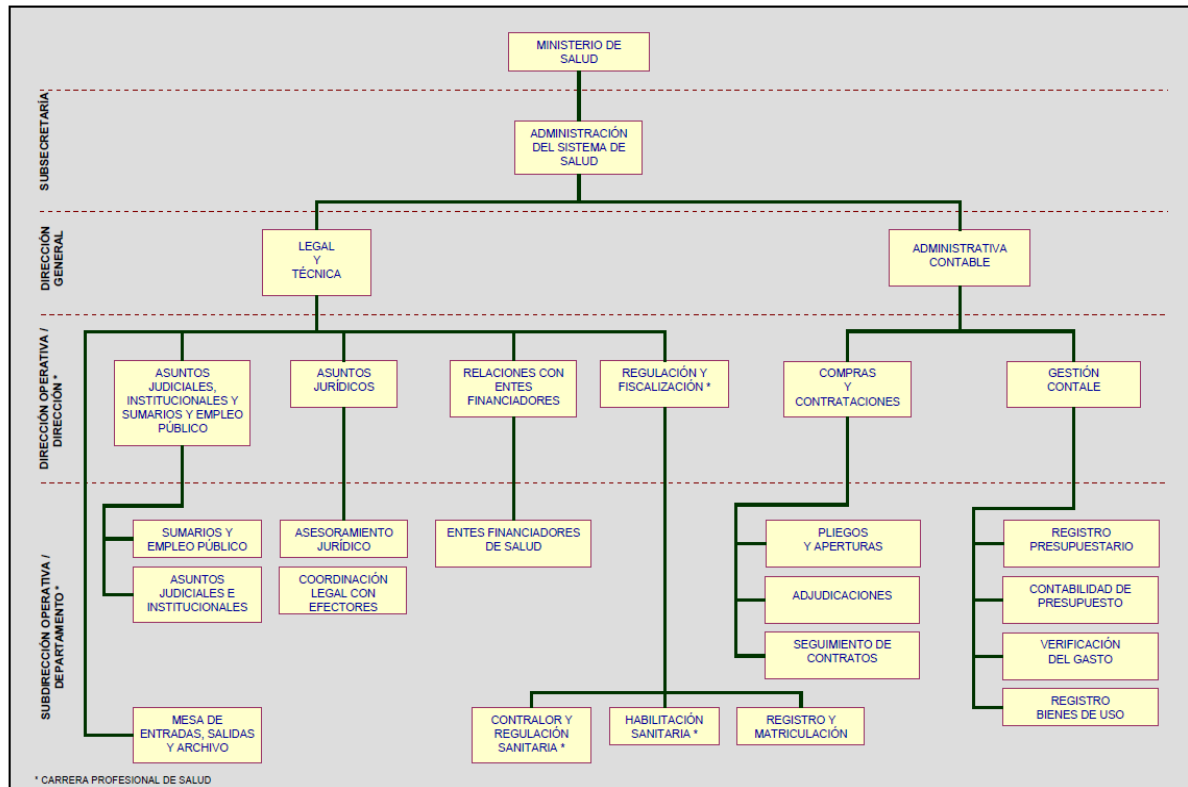 MINISTERIO DE
SALUD
SUBSECRETARÍA
ADMINISTRACIÓN
DEL SISTEMA DE
SALUD
DIRECCIÓN
GENERAL
LEGAL
Y
TÉCNICA
ADMINISTRATIVA
CONTABLE
DIRECCIÓN OPERATIVA /
DIRECCIÓN *
ASUNTOS
JUDICIALES,
INSTITUCIONALES Y
SUMARIOS Y EMPLEO
PÚBLICO
ASUNTOS
JURÍDICOS
RELACIONES CON
ENTES
FINANCIADORES
REGULACIÓN Y
FISCALIZACIÓN *
COMPRAS
Y
CONTRATACIONES
GESTIÓN
CONTALE
SUBDIRECCIÓN OPERATIVA /
DEPARTAMENTO *
SUMARIOS Y
EMPLEO PÚBLICO
ASUNTOS
JUDICIALES E
INSTITUCIONALES
ASESORAMIENTO
JURÍDICO
COORDINACIÓN
LEGAL CON
EFECTORES
ENTES FINANCIADORES
DE SALUD
PLIEGOS
Y APERTURAS
ADJUDICACIONES
SEGUIMIENTO DE
CONTRATOS
REGISTRO
PRESUPUESTARIO
CONTABILIDAD DE
PRESUPUESTO
VERIFICACIÓN
DEL GASTO
REGISTRO
BIENES DE USO
MESA DE
ENTRADAS, SALIDAS
Y ARCHIVO
CONTRALOR Y
REGULACIÓN
SANITARIA *
HABILITACIÓN
SANITARIA *
REGISTRO Y
MATRICULACIÓN
* CARRERA PROFESIONAL DE SALUD